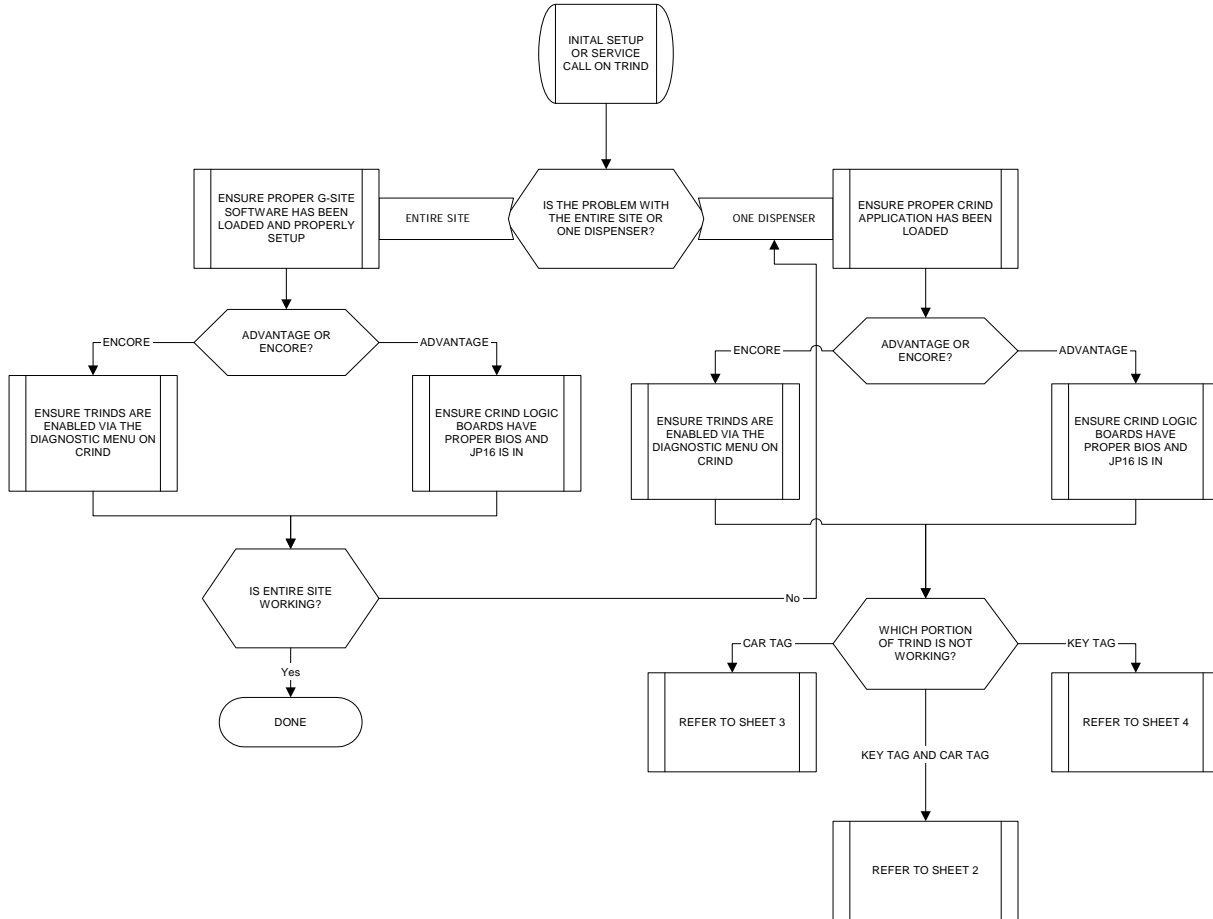 INITAL SETUP
OR SERVICE
CALL ON TRIND
ENSURE PROPER G-SITE
SOFTWARE HAS BEEN
LOADED AND PROPERLY
SETUP
ENTIRE SITE
IS THE PROBLEM WITH
THE ENTIRE SITE OR
ONE DISPENSER?
ONE DISPENSER
ENSURE PROPER CRIND
APPLICATION HAS BEEN
LOADED
ENCORE
ADVANTAGE OR
ENCORE?
ADVANTAGE
ENCORE
ADVANTAGE OR
ENCORE?
ADVANTAGE
ENSURE TRINDS ARE
ENABLED VIA THE
DIAGNOSTIC MENU ON
CRIND
ENSURE CRIND LOGIC
BOARDS HAVE
PROPER BIOS AND
JP16 IS IN
ENSURE TRINDS ARE
ENABLED VIA THE
DIAGNOSTIC MENU ON
CRIND
ENSURE CRIND LOGIC
BOARDS HAVE
PROPER BIOS AND
JP16 IS IN
IS ENTIRE SITE
WORKING?
No
Yes
DONE
CAR TAG
WHICH PORTION
OF TRIND IS NOT
WORKING?
KEY TAG
REFER TO SHEET 3
REFER TO SHEET 4
KEY TAG AND CAR TAG
REFER TO SHEET 2